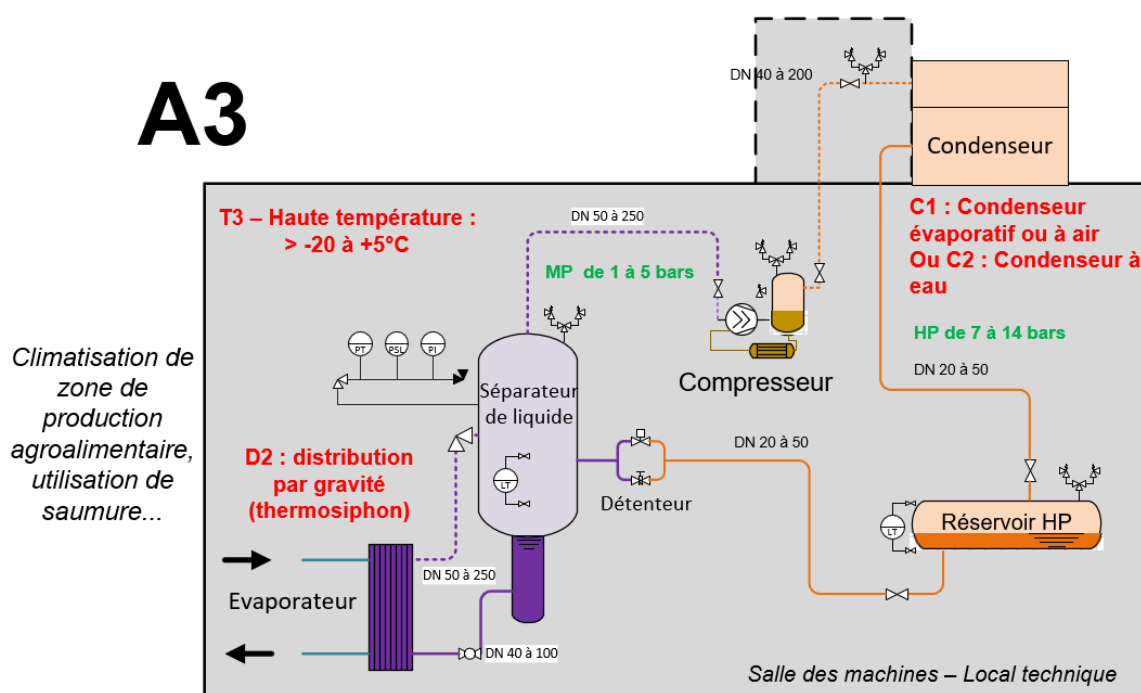 A3
DN 40 à 200
Condenseur
T3 – Haute température :
> -20 à +5°C
DN 50 à 250
MP de 1 à 5 bars
C1 : Condenseur
évaporatif ou à air
Ou C2 : Condenseur à
eau
HP de 7 à 14 bars
DN 20 à 50
Climatisation de
zone de
production
agroalimentaire,
utilisation de
saumure...
PT
PSL
PI
Compresseur
Séparateur
de liquide
LT
D2 : distribution
par gravité
(thermosiphon)
DN 20 à 50
Détenteur
Réservoir HP
LT
DN 50 à 250
Evaporateur
DN 40 à 100
Salle des machines – Local technique